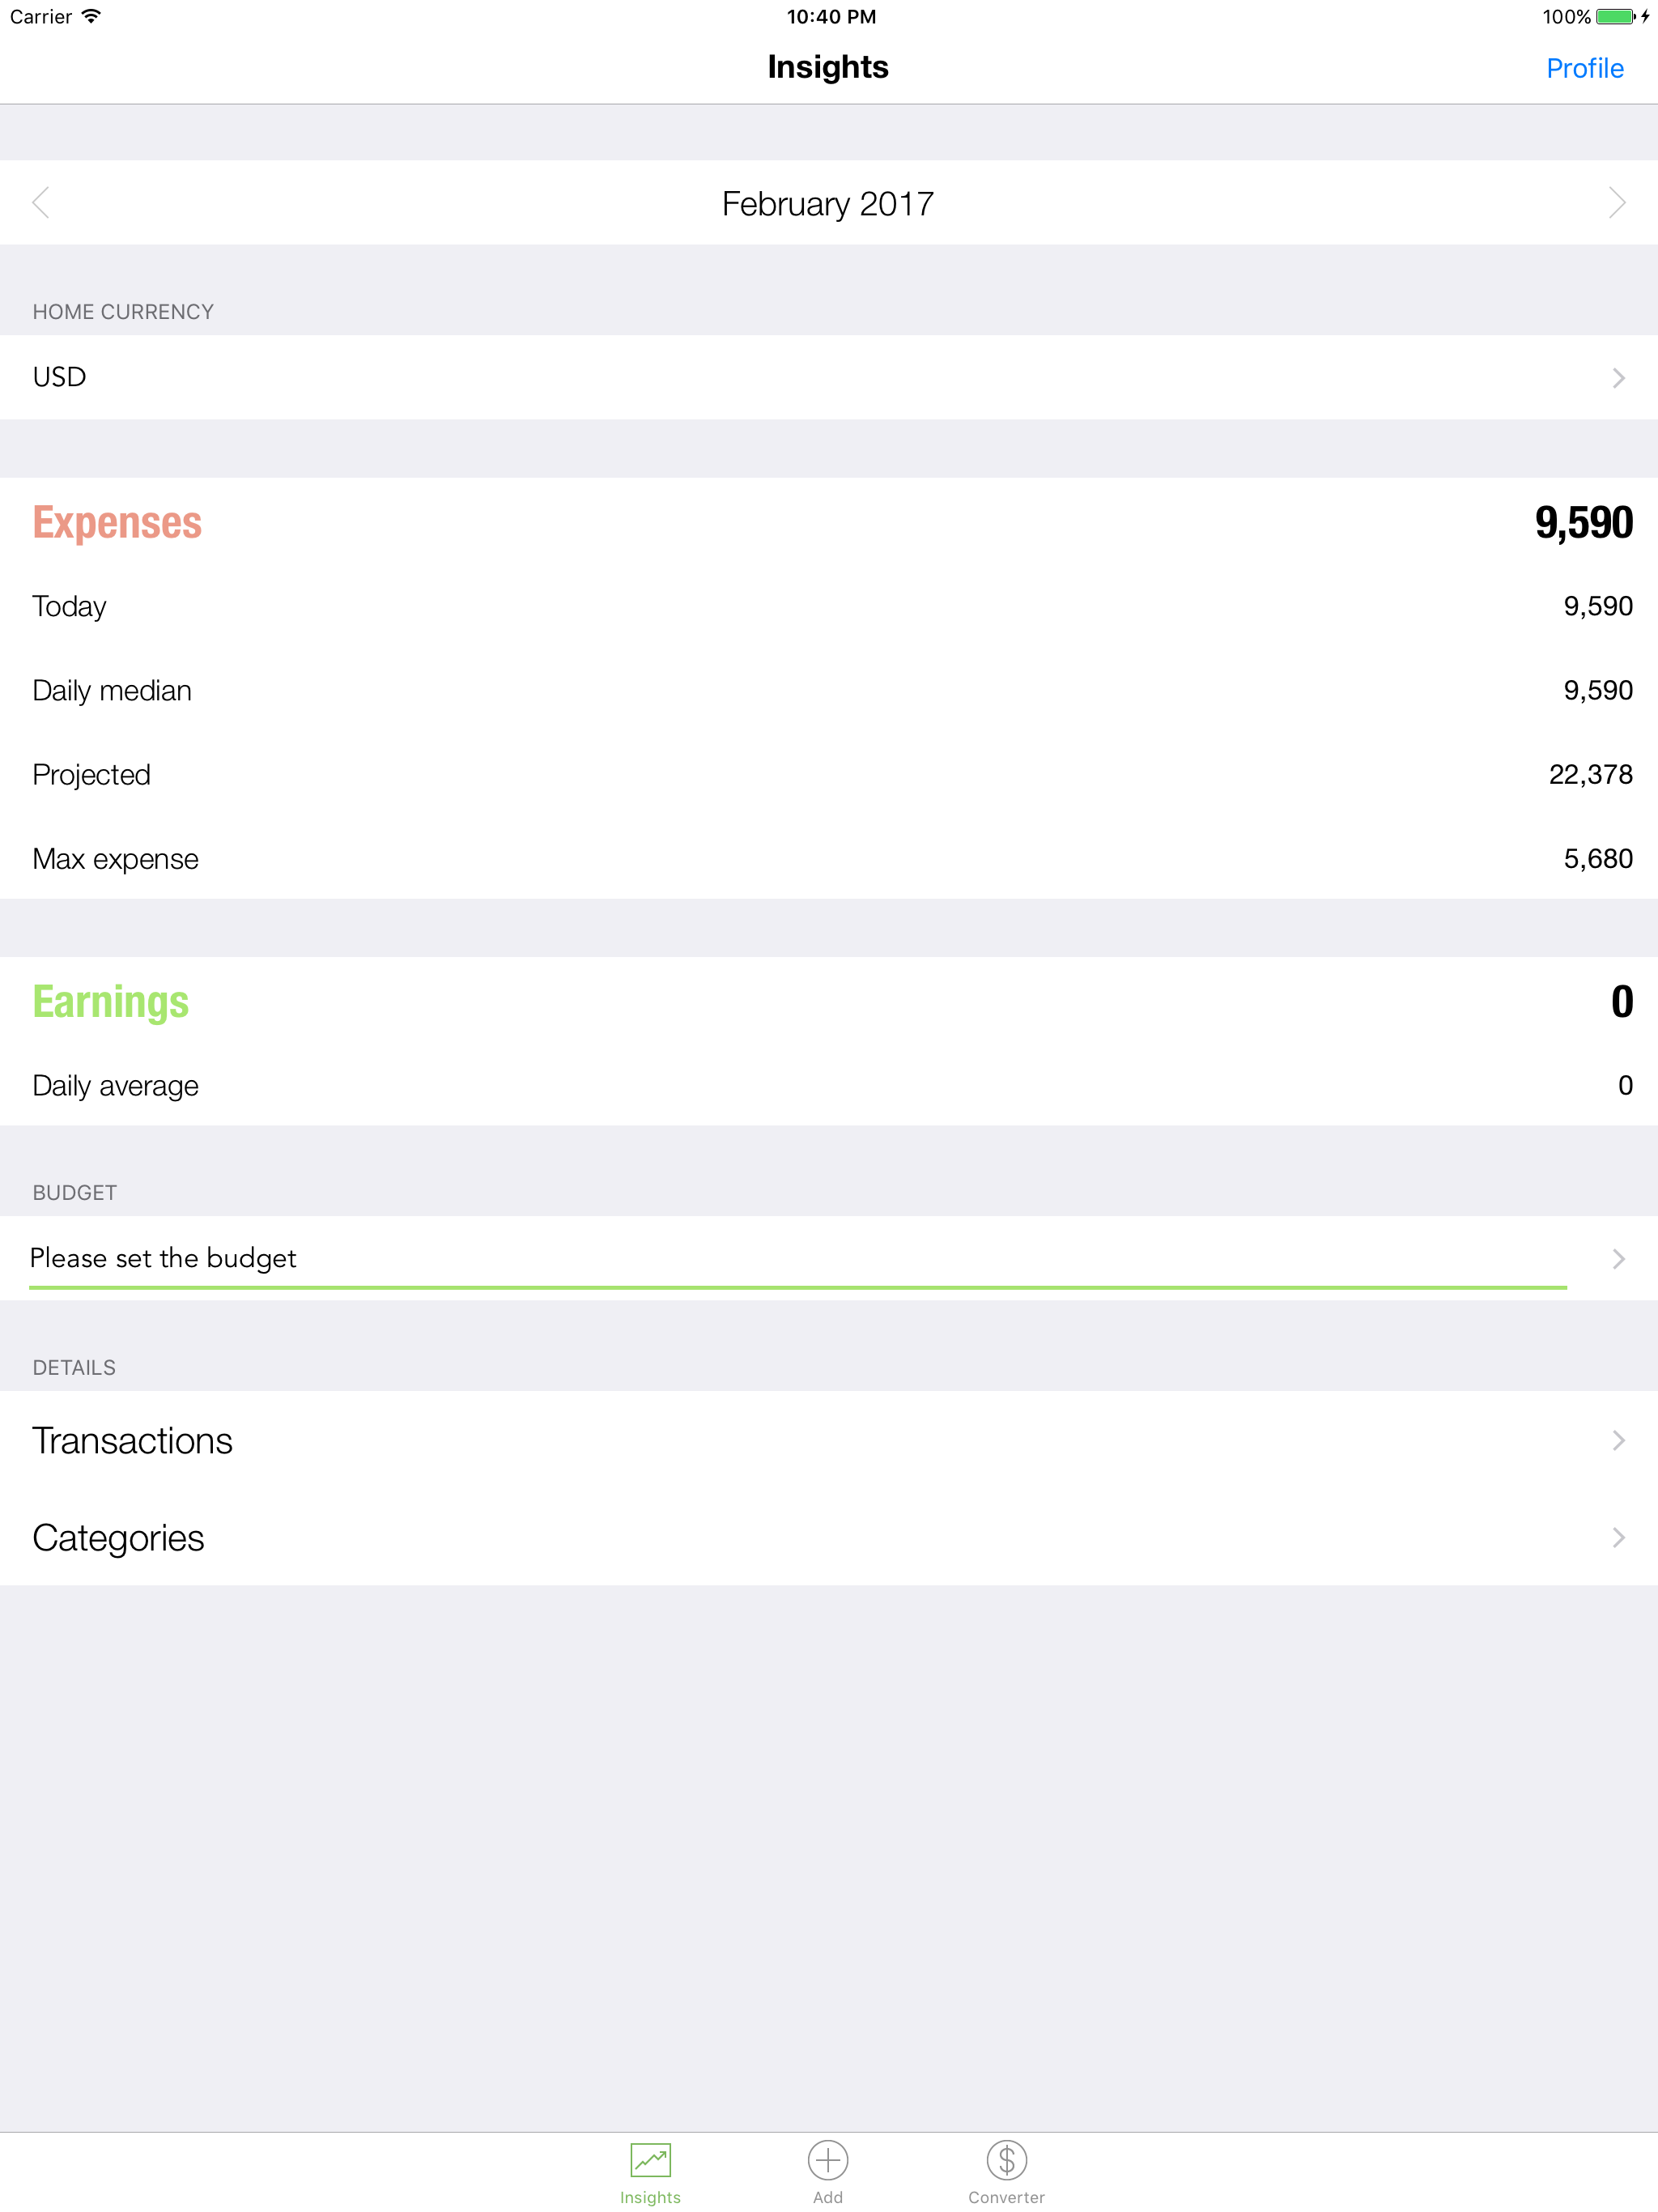 Carrier 10:40 PM 100%
Insights Profile
February 2017
HOME CURRENCY
USD
Expenses 9,590
Today 9,590
Daily median 9,590
Projected 22,378
Max expense 5,680
Earnings 0
Daily average 0
BUDGET
Please set the budget
DETAILS
Transactions
Categories
$
Insights Add Converter